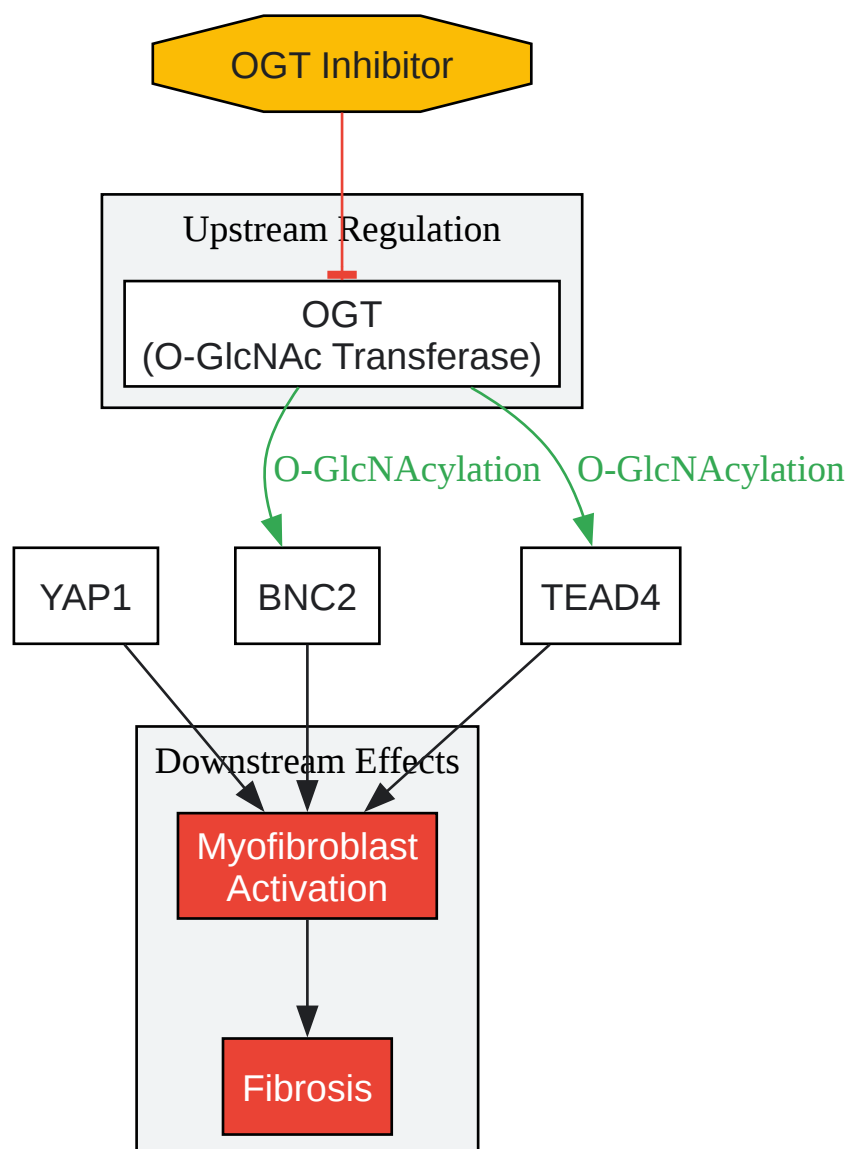 OGT Inhibitor
Upstream Regulation
OGT
(O-GlcNAc Transferase)
O-GlcNAcylation
O-GlcNAcylation
YAP1
BNC2
TEAD4
Downstream Effects
Myofibroblast
Activation
Fibrosis